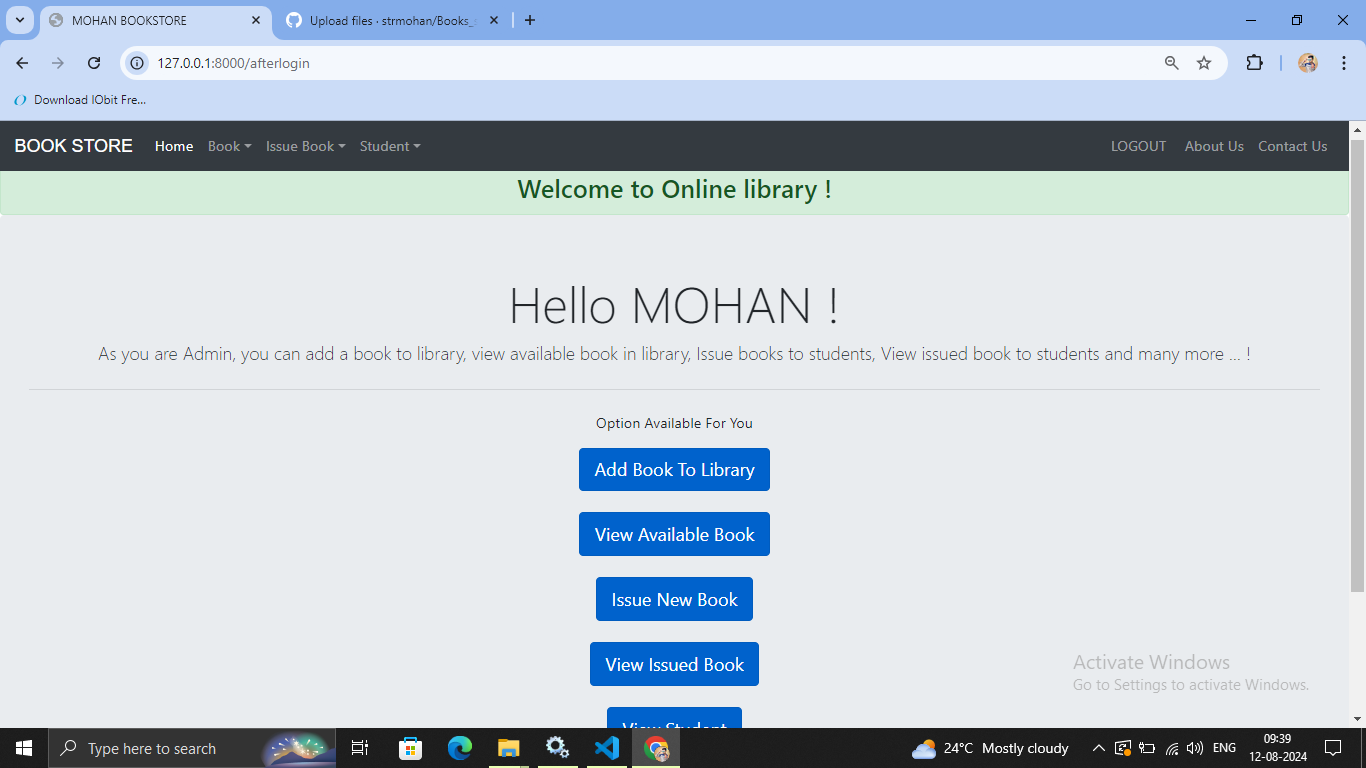 MOHAN BOOKSTORE
Upload files · strmohan/Books_
127.0.0.1:8000/afterlogin
Download IObit Fre...
BOOK STORE Home Book Issue Book Student LOGOUT About Us Contact Us
Welcome to Online library !
Hello MOHAN !
As you are Admin, you can add a book to library, view available book in library, Issue books to students, View issued book to students and many more ... !
Option Available For You
Add Book To Library
View Available Book
Issue New Book
View Issued Book
View Student
Activate Windows
Go to Settings to activate Windows.
Type here to search
24°C Mostly cloudy
ENG
09:39
12-08-2024